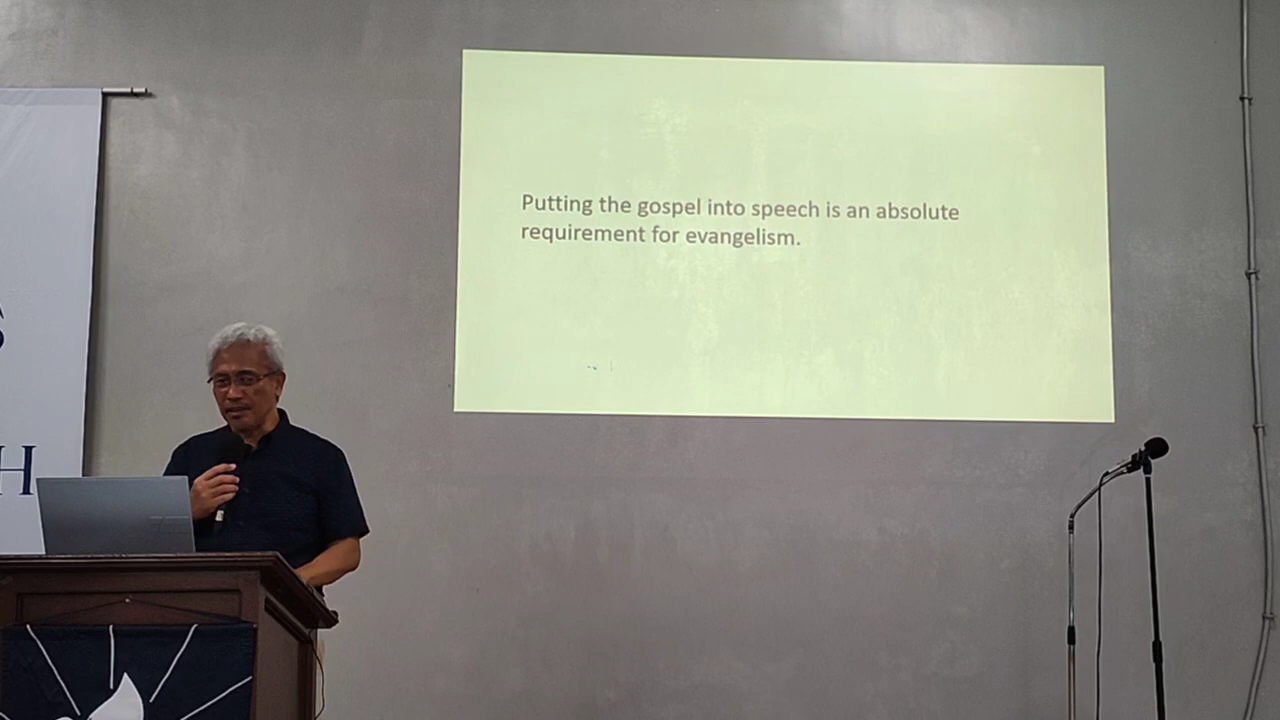 Putting the gospel into speech is an absolute
requirement for evangelism.
S
H